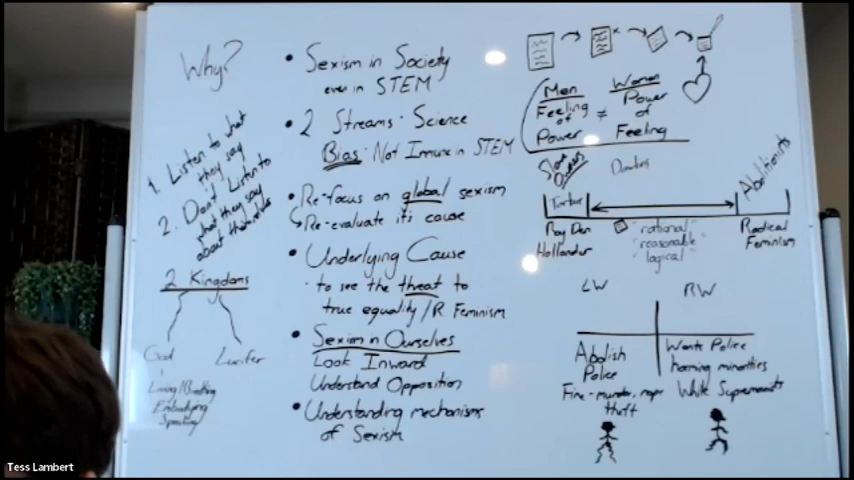 Why?
1. Listen to what
they say
2. Don't Listen to
what they say
about themselves
2 Kingdoms
God
Lucifer
Living/Breathing
Embodying
Speaking
• Sexism in Society
even in STEM
• 2 Streams - Science
Bias - Not Immune in STEM
• Re-focus on global sexism
Re-evaluate its cause
• Underlying Cause
- to see the threat to
true equality/R Feminism
• Sexism in Ourselves
Look Inward
Understand Opposition
• Understanding mechanisms
of Sexism
Men
Feeling
of
Power
≠
Women
Power
of
Feeling
Slave
Owners
Abolitionists
Roy Den
Hollander
"rational"
"reasonable"
logical
Radical
Feminism
LW
RW
Abolish
Police
Fine - murder, rape
theft
Wants Police
harming minorities
White Supremacists
Tess Lambert